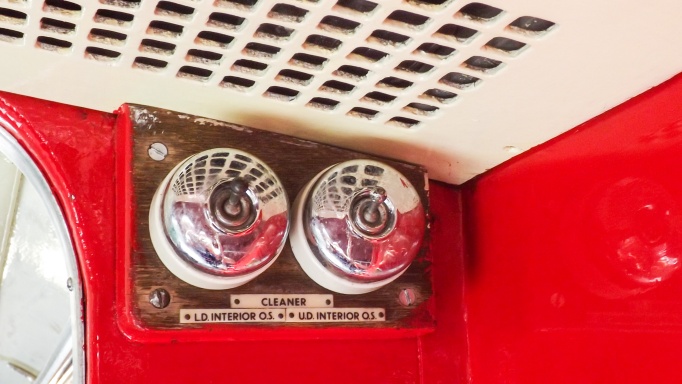 CLEANER
L.D. INTERIOR O.S. U.D. INTERIOR O.S.